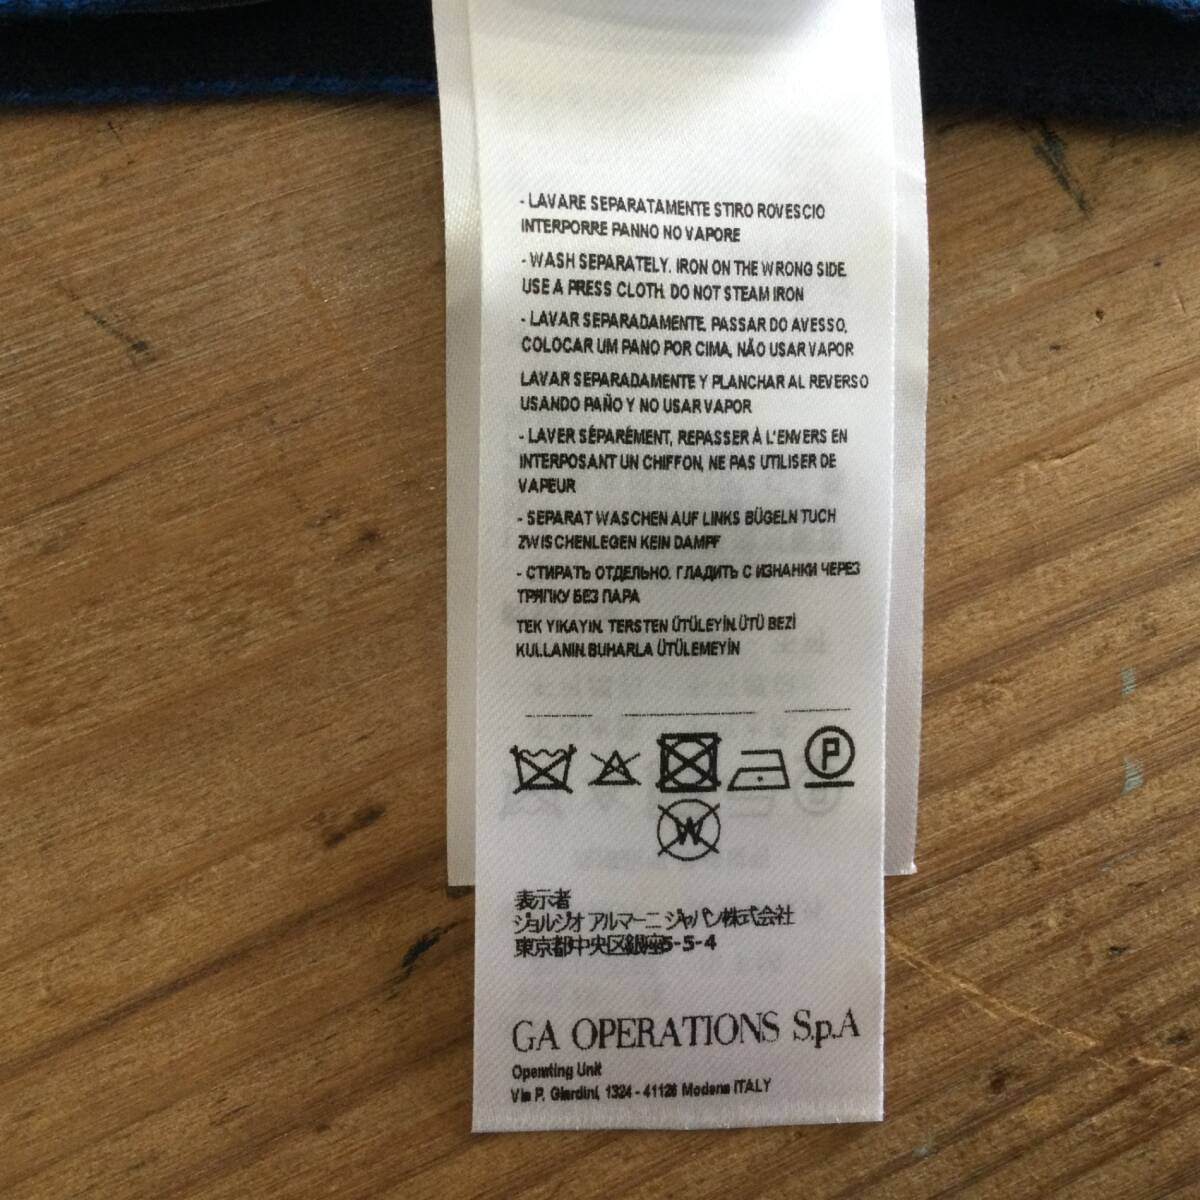 - LAVARE SEPARATAMENTE STIRO ROVESCIO
INTERPORRE PANNO NO VAPORE
- WASH SEPARATELY. IRON ON THE WRONG SIDE.
USE A PRESS CLOTH. DO NOT STEAM IRON
- LAVAR SEPARADAMENTE, PASSAR DO AVESSO,
COLOCAR UM PANO POR CIMA, NÃO USAR VAPOR
LAVAR SEPARADAMENTE Y PLANCHAR AL REVERSO
USANDO PAÑO Y NO USAR VAPOR
- LAVER SÉPARÉMENT, REPASSER À L'ENVERS EN
INTERPOSANT UN CHIFFON, NE PAS UTILISER DE
VAPEUR
- SEPARAT WASCHEN AUF LINKS BÜGELN TUCH
ZWISCHENLEGEN KEIN DAMPF
- СТИРАТЬ ОТДЕЛЬНО. ГЛАДИТЬ С ИЗНАНКИ ЧЕРЕЗ
ТРЯПКУ БЕЗ ПАРА
TEK YIKAYIN. TERSTEN ÜTÜLEYİN.ÜTÜ BEZİ
KULLANIN.BUHARLA ÜTÜLEMEYİN
P
W
表示者
ジョルジオ アルマーニ ジャパン株式会社
東京都中央区銀座5-5-4
GA OPERATIONS S.p.A
Operating Unit
Via P. Giardini, 1324 - 41126 Modena ITALY